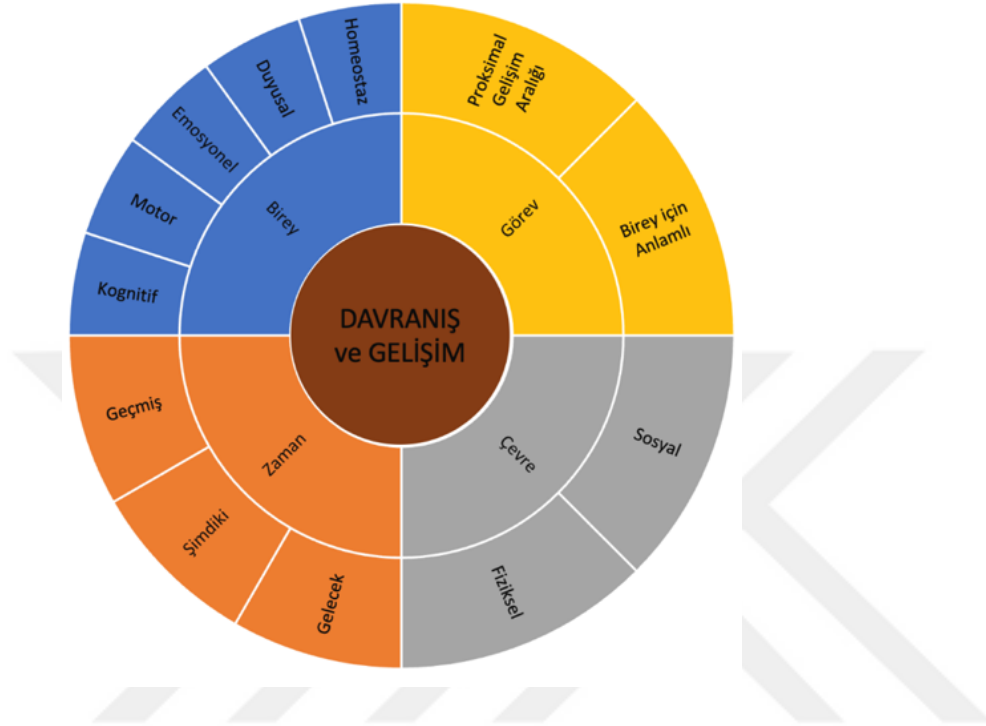 Homeostaz
Duyusal
Emosyonel
Motor
Kognitif
Birey
Proksimal
Gelişim
Aralığı
Birey için
Anlamlı
Görev
DAVRANIŞ
ve GELİŞİM
Geçmiş
Şimdiki
Gelecek
Zaman
Çevre
Sosyal
Fiziksel